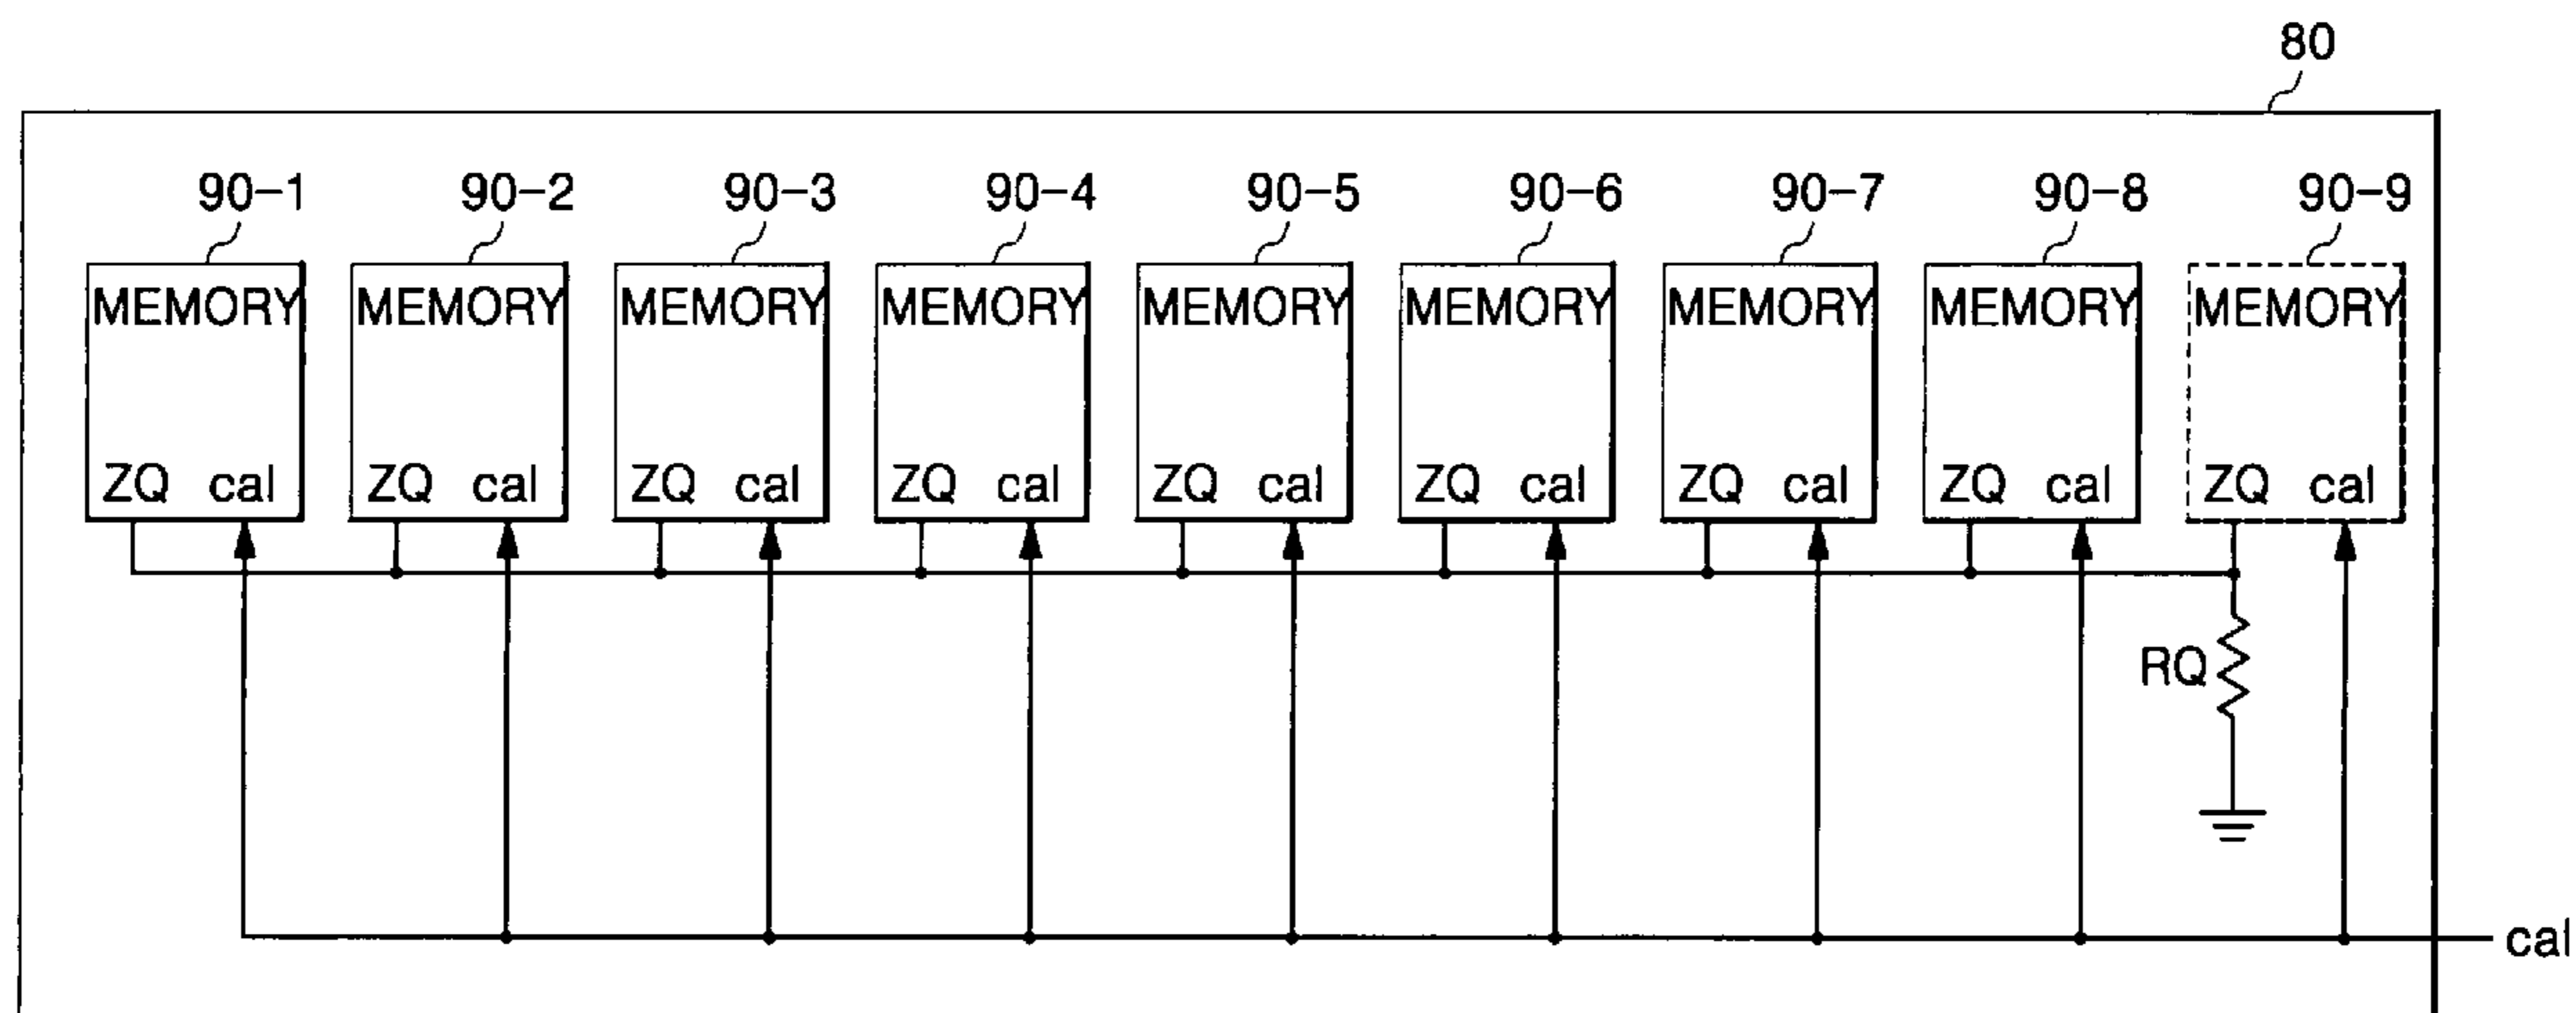 80
90-1 90-2 90-3 90-4 90-5 90-6 90-7 90-8 90-9
MEMORY MEMORY MEMORY MEMORY MEMORY MEMORY MEMORY MEMORY MEMORY
ZQ cal ZQ cal ZQ cal ZQ cal ZQ cal ZQ cal ZQ cal ZQ cal ZQ cal
RQ
cal